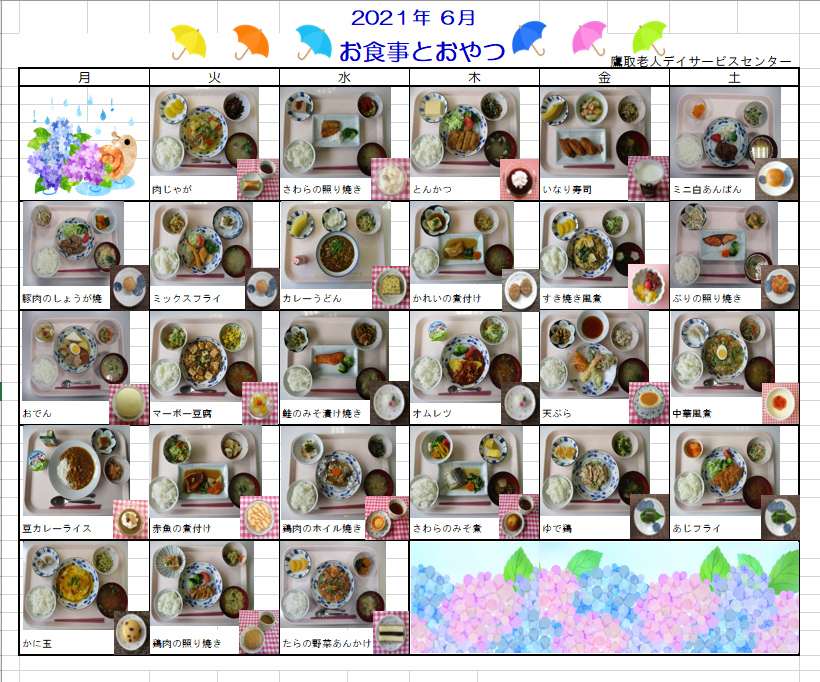 2021年 6月
お食事とおやつ
鷹取老人デイサービスセンター
月 火 水 木 金 土
肉じゃが さわらの照り焼き とんかつ いなり寿司 ミニ白あんぱん
豚肉のしょうが焼 ミックスフライ カレーうどん かれいの煮付け すき焼き風煮 ぶりの照り焼き
おでん マーボー豆腐 鮭のみそ漬け焼き オムレツ 天ぷら 中華風煮
豆カレーライス 赤魚の煮付け 鶏肉のホイル焼き さわらのみそ煮 ゆで鶏 あじフライ
かに玉 鶏肉の照り焼き たらの野菜あんかけ